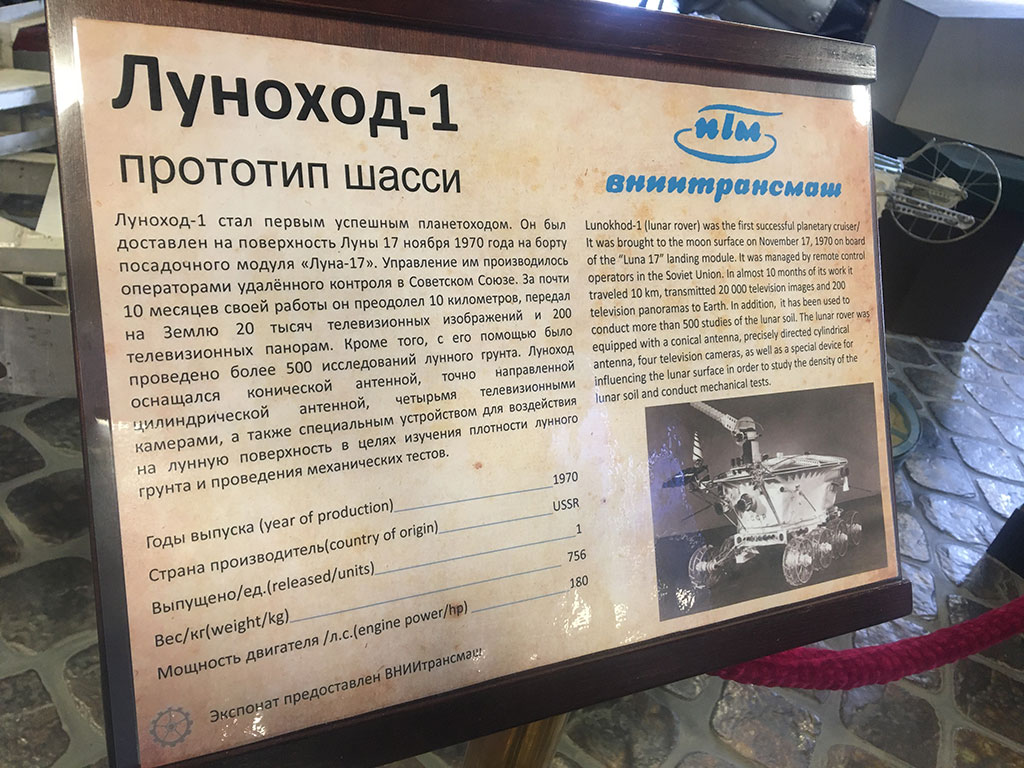 Луноход-1
прототип шасси
Луноход-1 стал первым успешным планетоходом. Он был
доставлен на поверхность Луны 17 ноября 1970 года на борту
посадочного модуля «Луна-17». Управление им производилось
операторами удалённого контроля в Советском Союзе. За почти
10 месяцев своей работы он преодолел 10 километров, передал
на Землю 20 тысяч телевизионных изображений и 200
телевизионных панорам. Кроме того, с его помощью было
проведено более 500 исследований лунного грунта. Луноход
оснащался конической антенной, точно направленной
цилиндрической антенной, четырьмя телевизионными
камерами, а также специальным устройством для воздействия
на лунную поверхность в целях изучения плотности лунного
грунта и проведения механических тестов.
Годы выпуска (year of production) 1970
Страна производитель(country of origin) USSR
Выпущено/ед.(released/units) 1
Вес/кг(weight/kg) 756
Мощность двигателя /л.с.(engine power/hp) 180
Экспонат предоставлен ВНИИтрансмаш
нтм
вниитрансмаш
Lunokhod-1 (lunar rover) was the first successful planetary cruiser/
It was brought to the moon surface on November 17, 1970 on board
of the “Luna 17” landing module. It was managed by remote control
operators in the Soviet Union. In almost 10 months of its work it
traveled 10 km, transmitted 20 000 television images and 200
television panoramas to Earth. In addition, it has been used to
conduct more than 500 studies of the lunar soil. The lunar rover was
equipped with a conical antenna, precisely directed cylindrical
antenna, four television cameras, as well as a special device for
influencing the lunar surface in order to study the density of the
lunar soil and conduct mechanical tests.